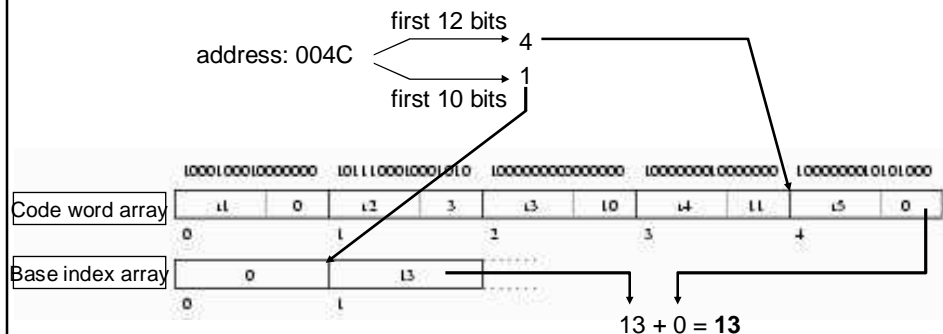 first 12 bits
address: 004C
4
1
first 10 bits
1000100010000000 1011100010001010 1000000000000000 1000000010000000 1000000010101000
Code word array r1 0 r2 3 r3 10 r4 11 r5 0
0 1 2 3 4
Base index array 0 13
0 1
13 + 0 = 13